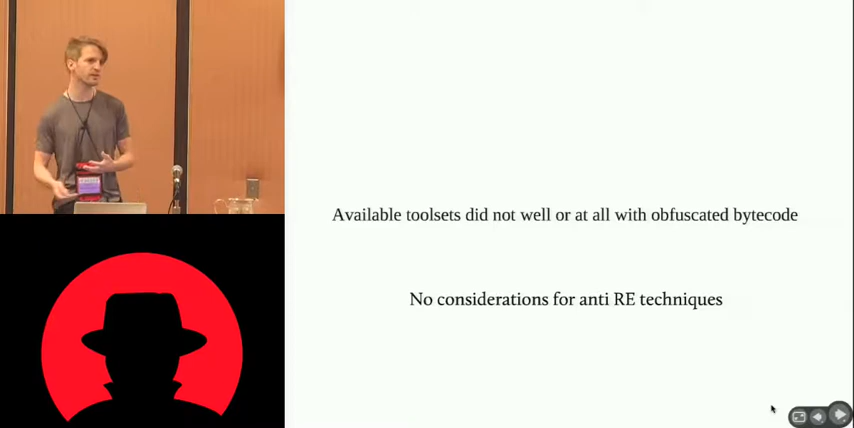 Available toolsets did not well or at all with obfuscated bytecode
No considerations for anti RE techniques